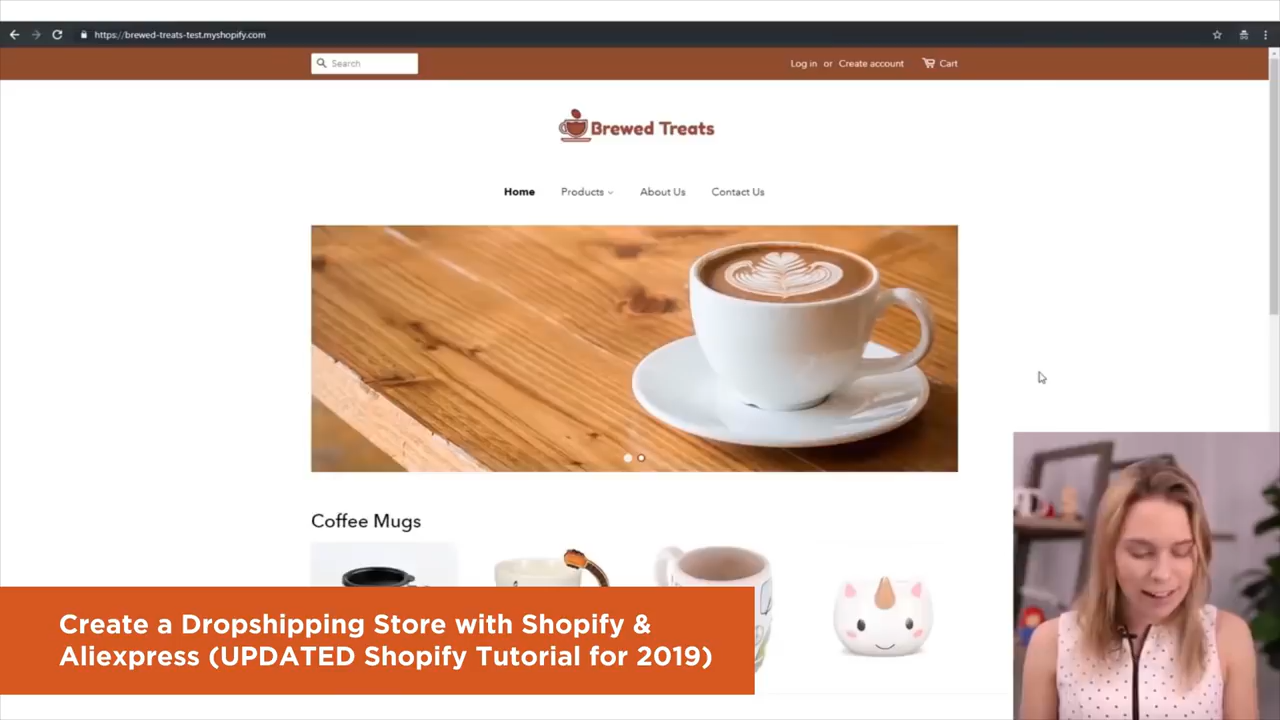 https://brewed-treats-test.myshopify.com
Search
Log in or Create account Cart
Brewed Treats
Home Products About Us Contact Us
Coffee Mugs
Create a Dropshipping Store with Shopify &
Aliexpress (UPDATED Shopify Tutorial for 2019)